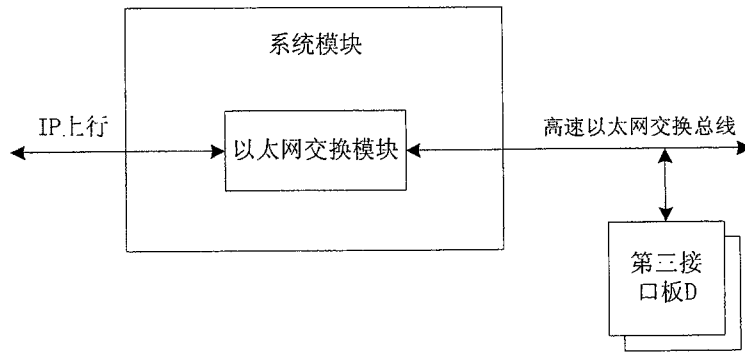 系统模块
IP上行
以太网交换模块
高速以太网交换总线
第三接
口板D